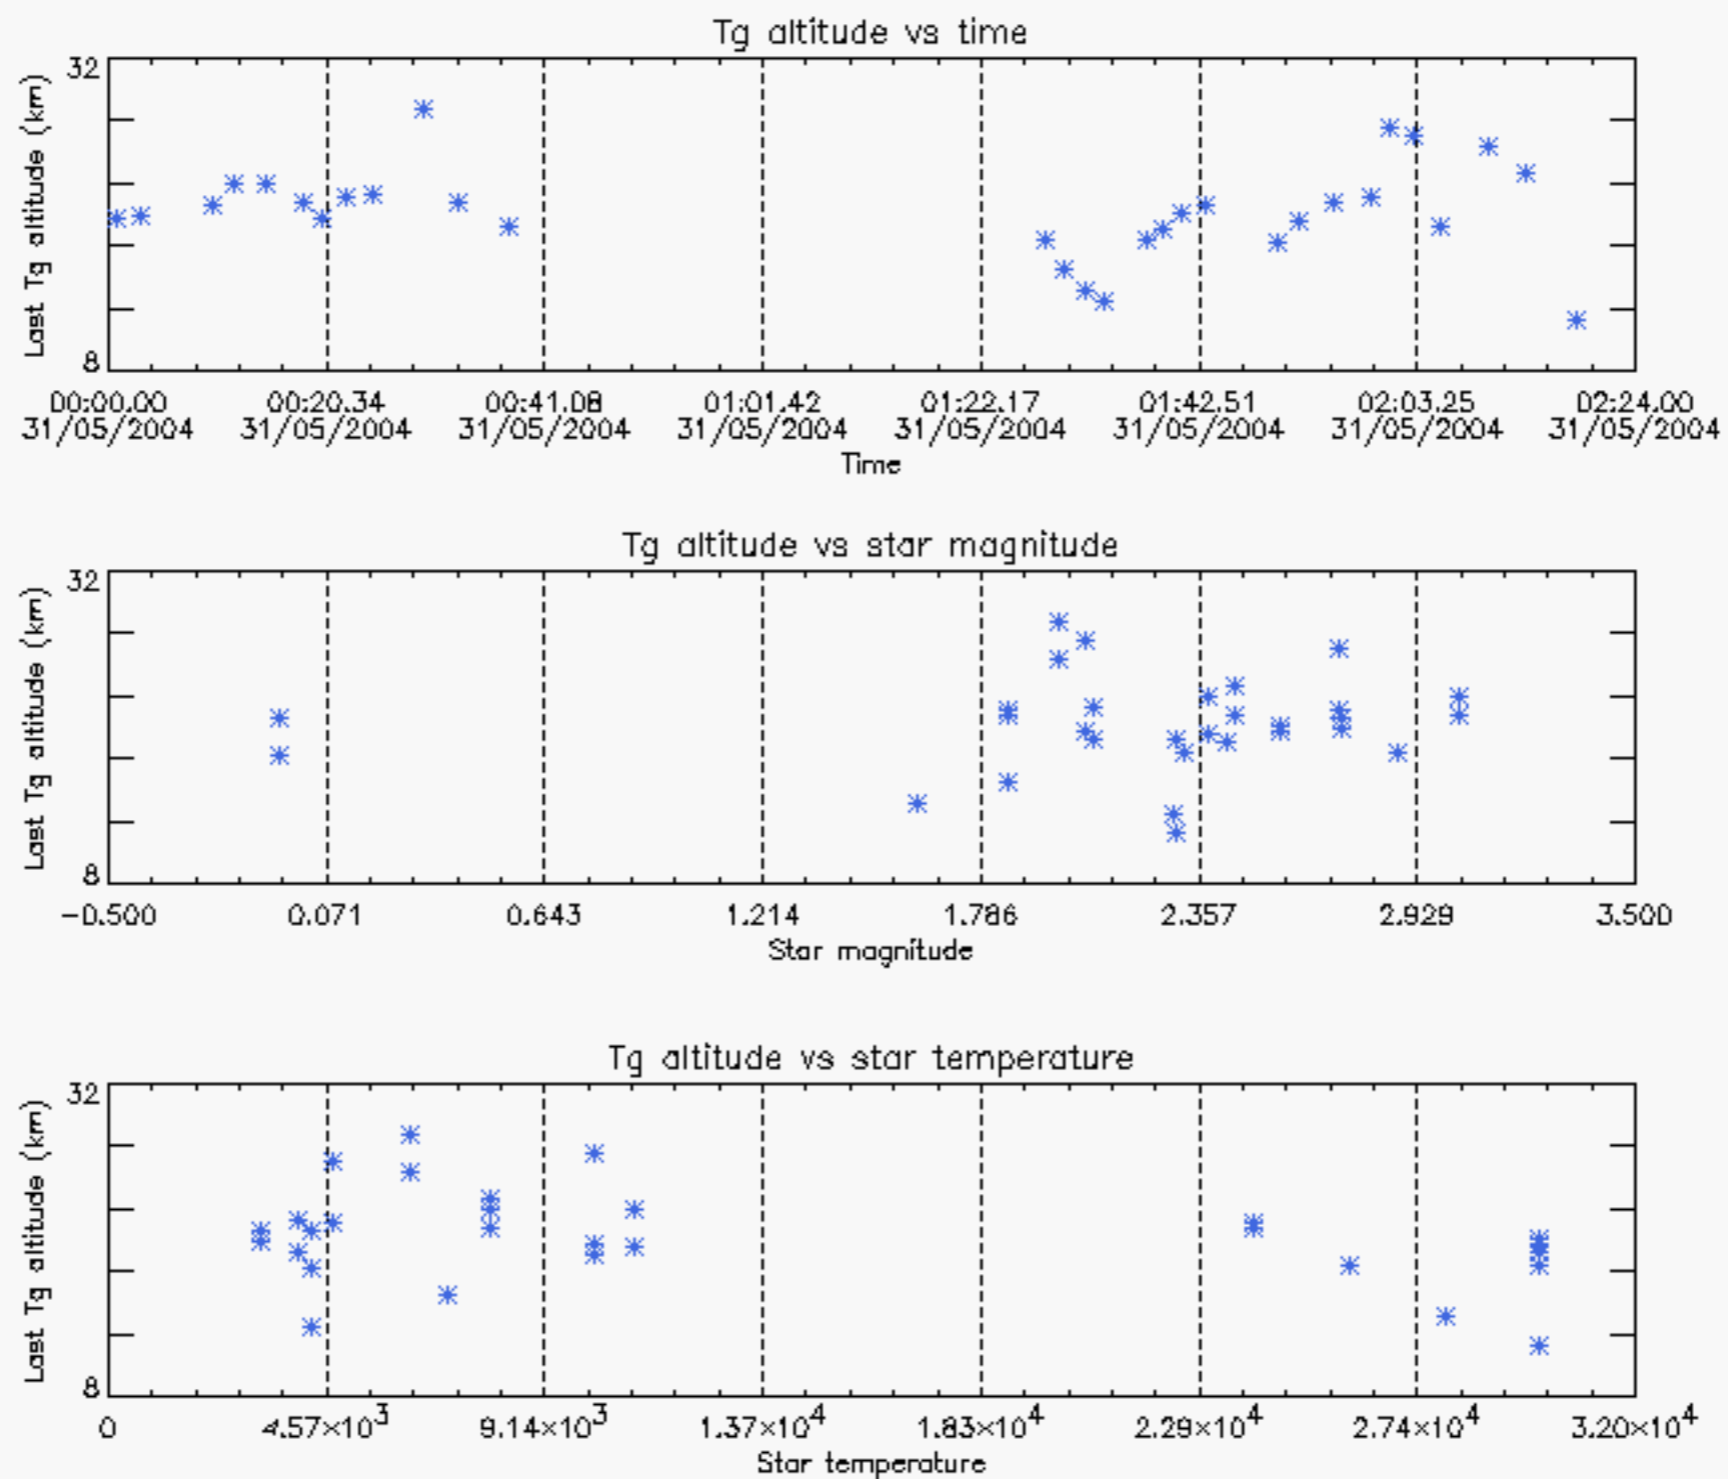 Tg altitude vs time
32
Last Tg altitude (km)
8
00:00.00 00:20.34 00:41.08 01:01.42 01:22.17 01:42.51 02:03.25 02:24.00
31/05/2004 31/05/2004 31/05/2004 31/05/2004 31/05/2004 31/05/2004 31/05/2004 31/05/2004
Time
Tg altitude vs star magnitude
32
Last Tg altitude (km)
8
-0.500 0.071 0.643 1.214 1.786 2.357 2.929 3.500
Star magnitude
Tg altitude vs star temperature
32
Last Tg altitude (km)
8
0 4.57×10³ 9.14×10³ 1.37×10⁴ 1.83×10⁴ 2.29×10⁴ 2.74×10⁴ 3.20×10⁴
Star temperature